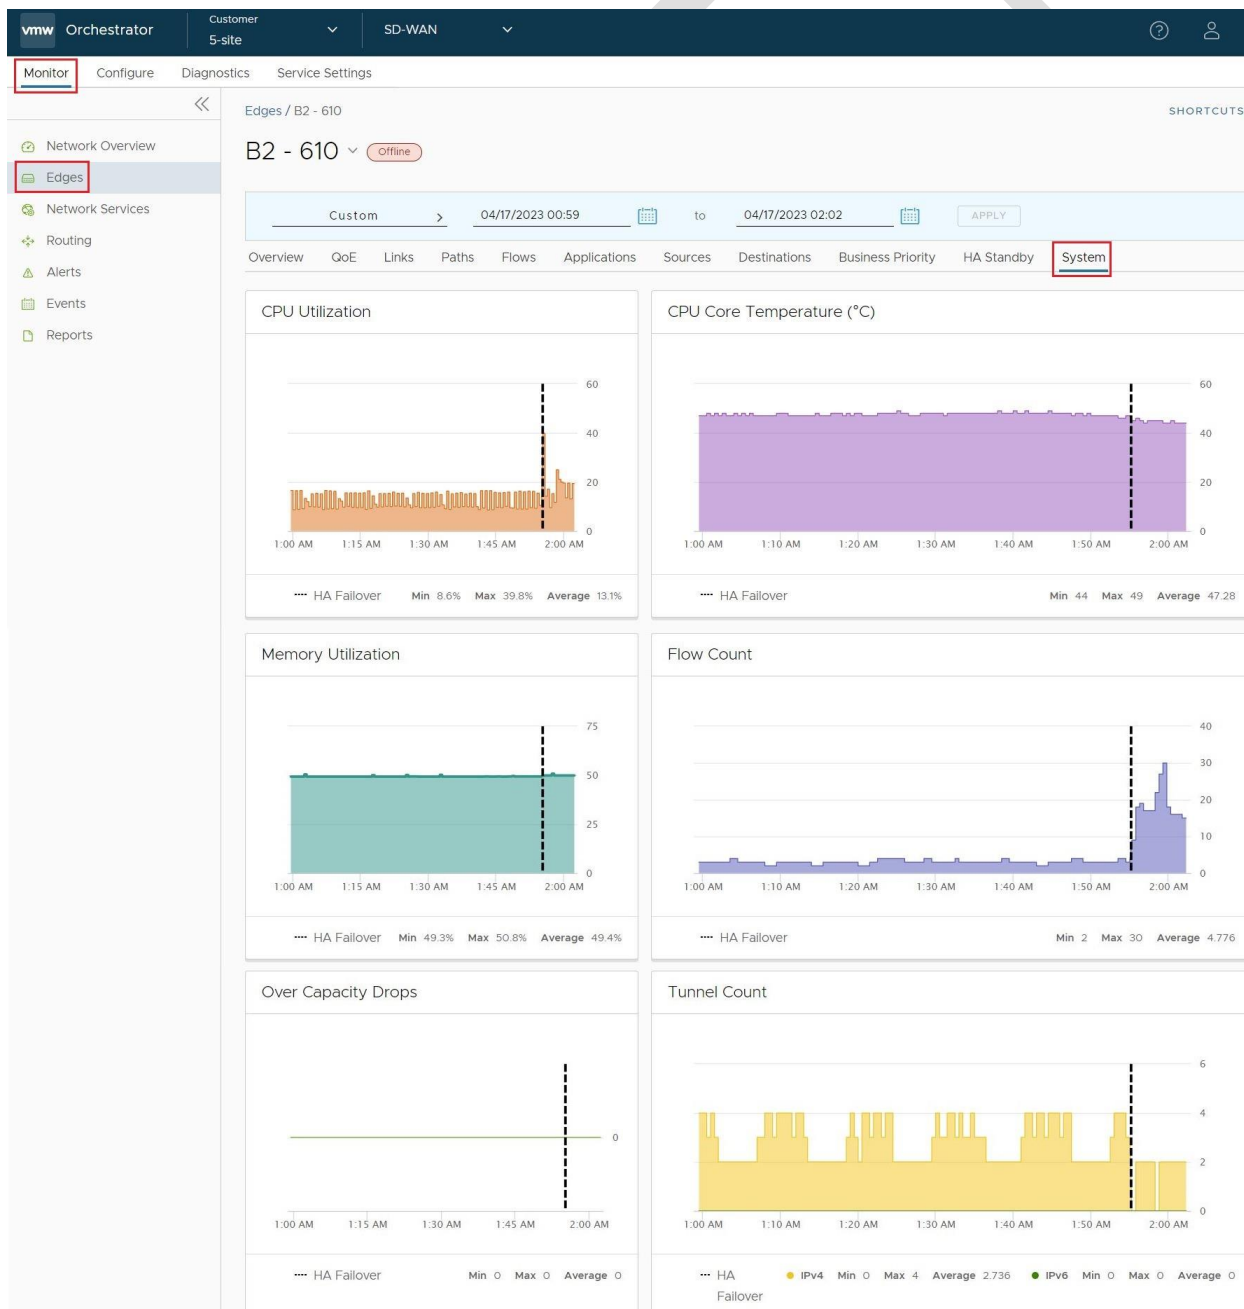 vmw Orchestrator
Customer
5-site
SD-WAN
Monitor Configure Diagnostics Service Settings
Network Overview
Edges
Network Services
Routing
Alerts
Events
Reports
Edges / B2 - 610
SHORTCUTS
B2 - 610 Offline
Custom 04/17/2023 00:59 to 04/17/2023 02:02 APPLY
Overview QoE Links Paths Flows Applications Sources Destinations Business Priority HA Standby System
CPU Utilization
60
40
20
0
1:00 AM 1:15 AM 1:30 AM 1:45 AM 2:00 AM
HA Failover Min 8.6% Max 39.8% Average 13.1%
CPU Core Temperature (°C)
60
40
20
0
1:00 AM 1:10 AM 1:20 AM 1:30 AM 1:40 AM 1:50 AM 2:00 AM
HA Failover Min 44 Max 49 Average 47.28
Memory Utilization
75
50
25
0
1:00 AM 1:15 AM 1:30 AM 1:45 AM 2:00 AM
HA Failover Min 49.3% Max 50.8% Average 49.4%
Flow Count
40
30
20
10
0
1:00 AM 1:10 AM 1:20 AM 1:30 AM 1:40 AM 1:50 AM 2:00 AM
HA Failover Min 2 Max 30 Average 4.776
Over Capacity Drops
0
1:00 AM 1:15 AM 1:30 AM 1:45 AM 2:00 AM
HA Failover Min 0 Max 0 Average 0
Tunnel Count
6
4
2
0
1:00 AM 1:10 AM 1:20 AM 1:30 AM 1:40 AM 1:50 AM 2:00 AM
HA IPv4 Min 0 Max 4 Average 2.736 IPv6 Min 0 Max 0 Average 0
Failover